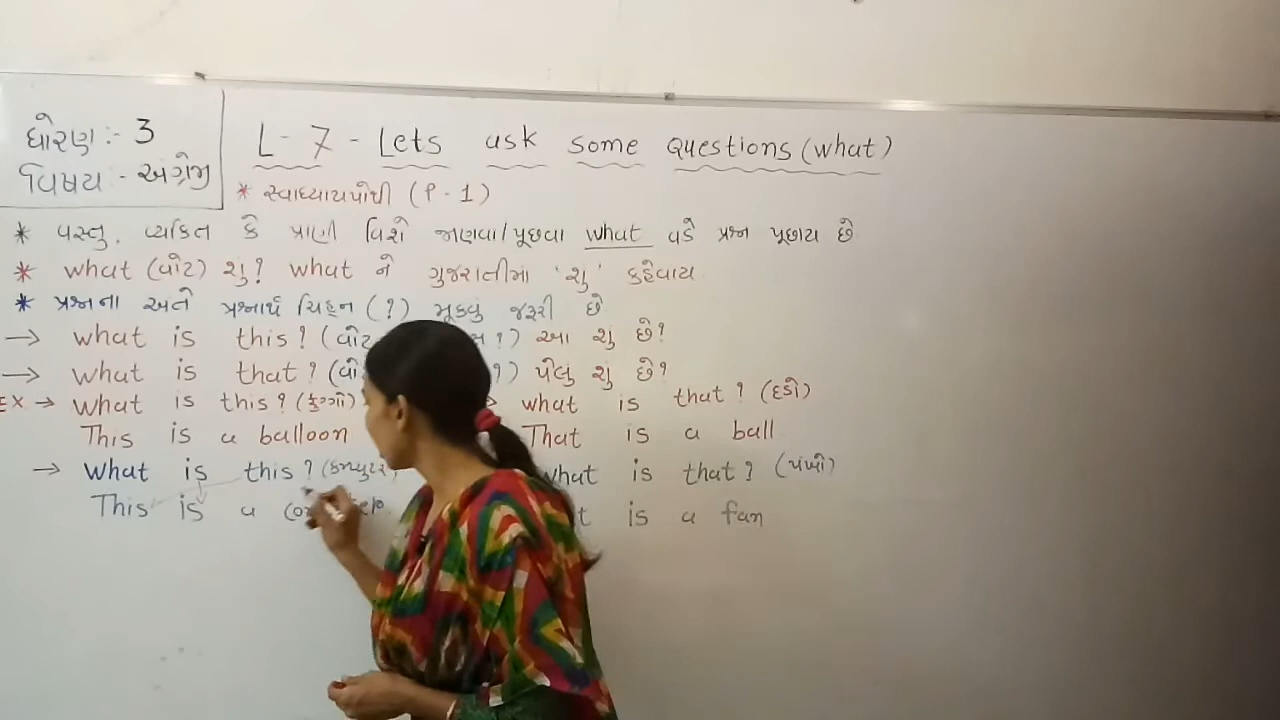 ધોરણ :- 3
વિષય :- અંગ્રેજી
L - 7 - Lets ask some Questions (what)
* સ્વાધ્યાયપોથી (P - 1)
* વસ્તુ, વ્યકિત કે પ્રાણી વિશે જાણવા/પૂછવા what વડે પ્રશ્ન પૂછાય છે
* what (વોટ) શું? what ને ગુજરાતીમાં 'શું' કહેવાય
* પ્રશ્નના અંતે પ્રશ્નાર્થ ચિહ્ન (?) મૂકવું જરૂરી છે
→ what is this? (વોટ ?) આ શું છે?
→ what is that? ?) પેલું શું છે?
EX → what is this? (ફુગ્ગો) what is that? (દડો)
This is a balloon That is a ball
→ What is this? (કમ્પ્યુટર) what is that? (પંખો)
This is a is a fan